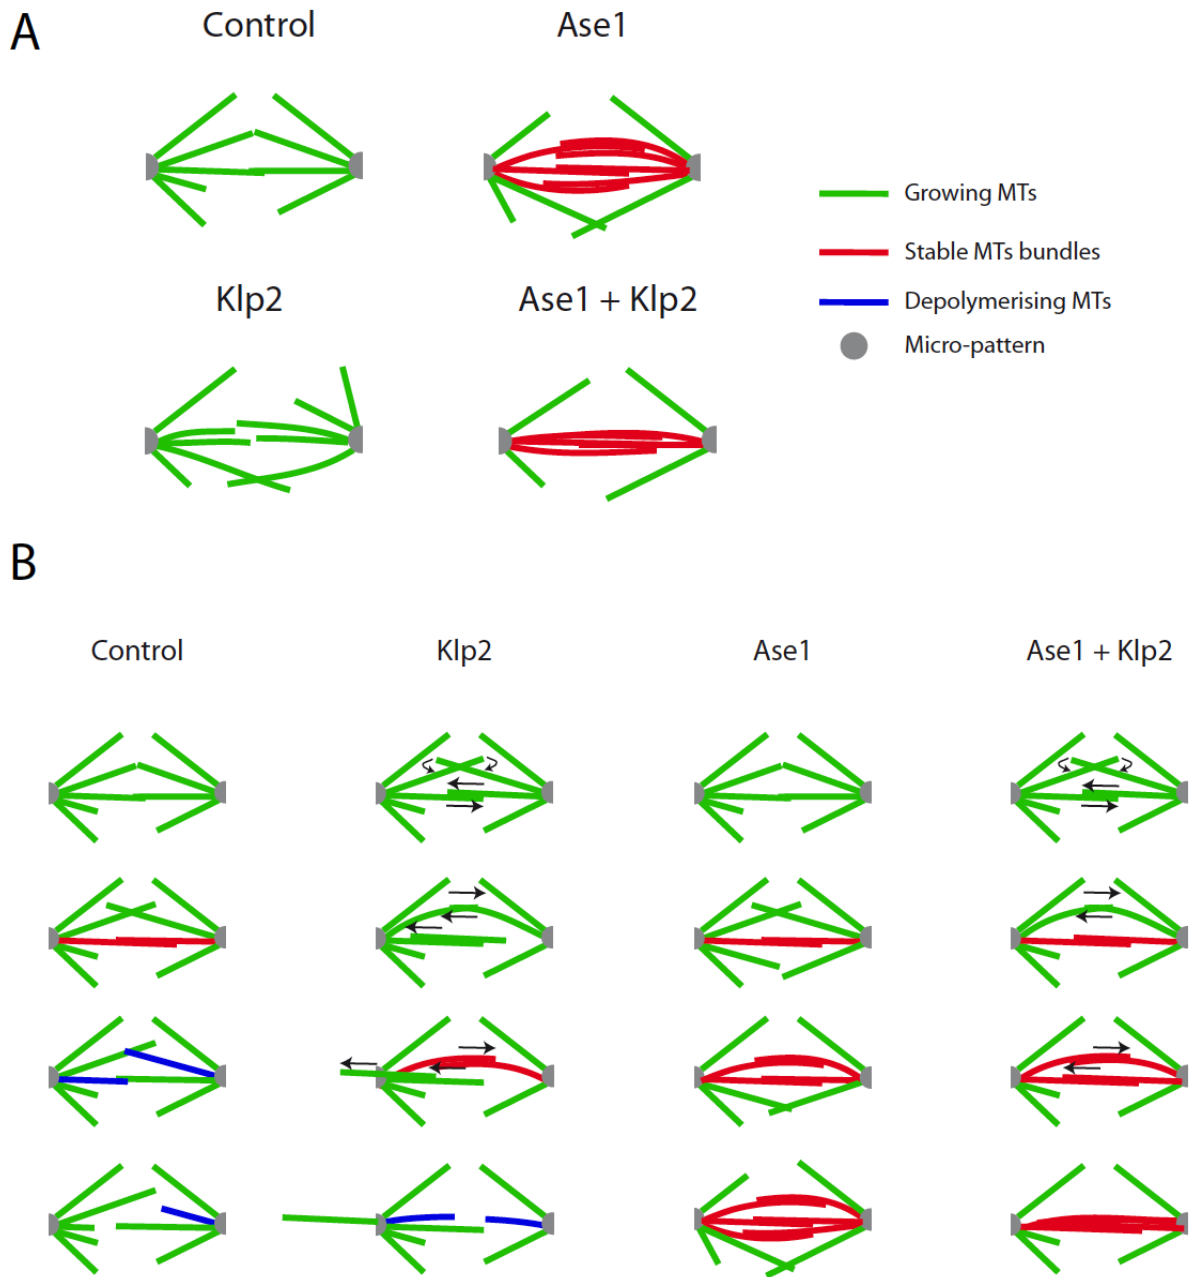 A
Control
Ase1
Growing MTs
Stable MTs bundles
Klp2
Ase1 + Klp2
Depolymerising MTs
Micro-pattern
B
Control
Klp2
Ase1
Ase1 + Klp2